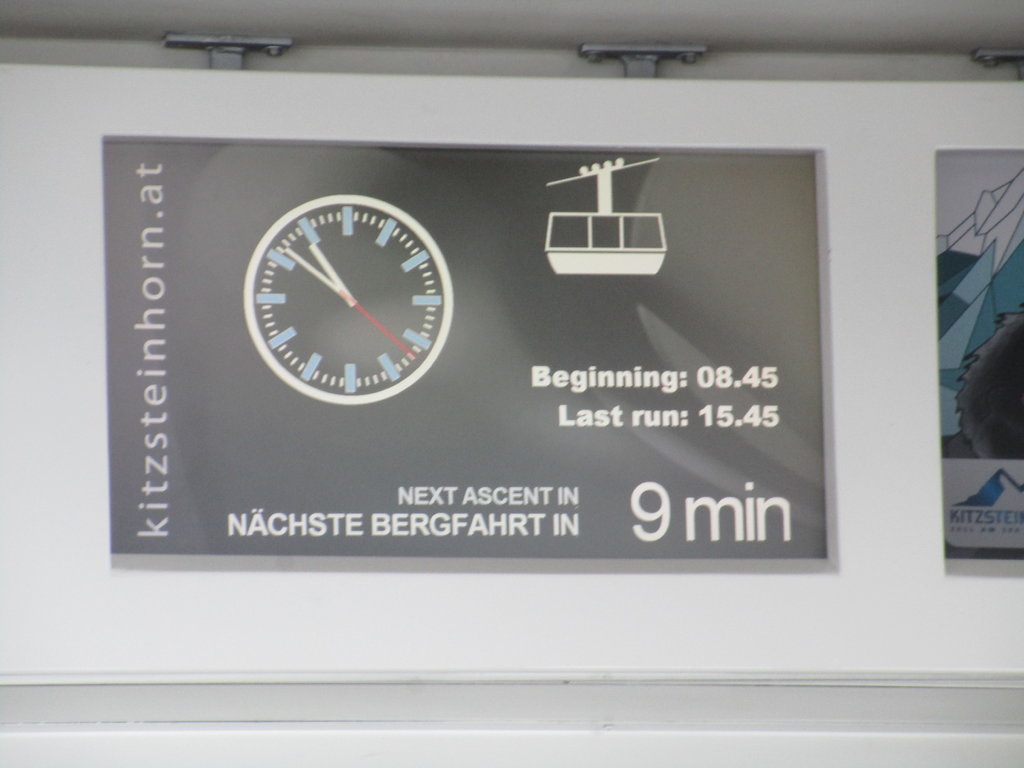 kitzsteinhorn.at
Beginning: 08.45
Last run: 15.45
NEXT ASCENT IN
NÄCHSTE BERGFAHRT IN
9 min